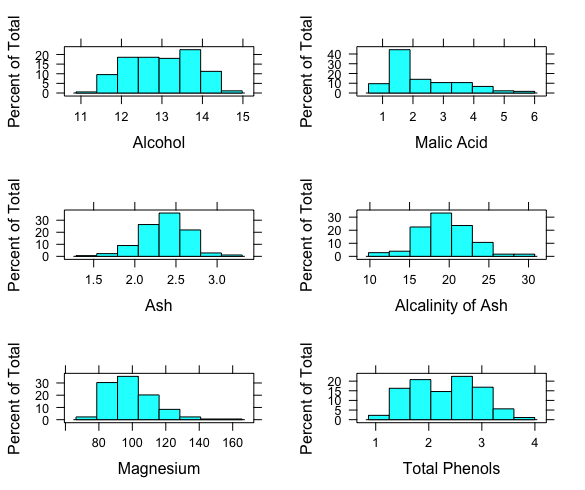 Percent of Total
20
15
10
5
0
11 12 13 14 15
Alcohol
Percent of Total
40
30
20
10
0
1 2 3 4 5 6
Malic Acid
Percent of Total
30
20
10
0
1.5 2.0 2.5 3.0
Ash
Percent of Total
30
20
10
0
10 15 20 25 30
Alcalinity of Ash
Percent of Total
30
20
10
0
80 100 120 140 160
Magnesium
Percent of Total
20
15
10
5
0
1 2 3 4
Total Phenols